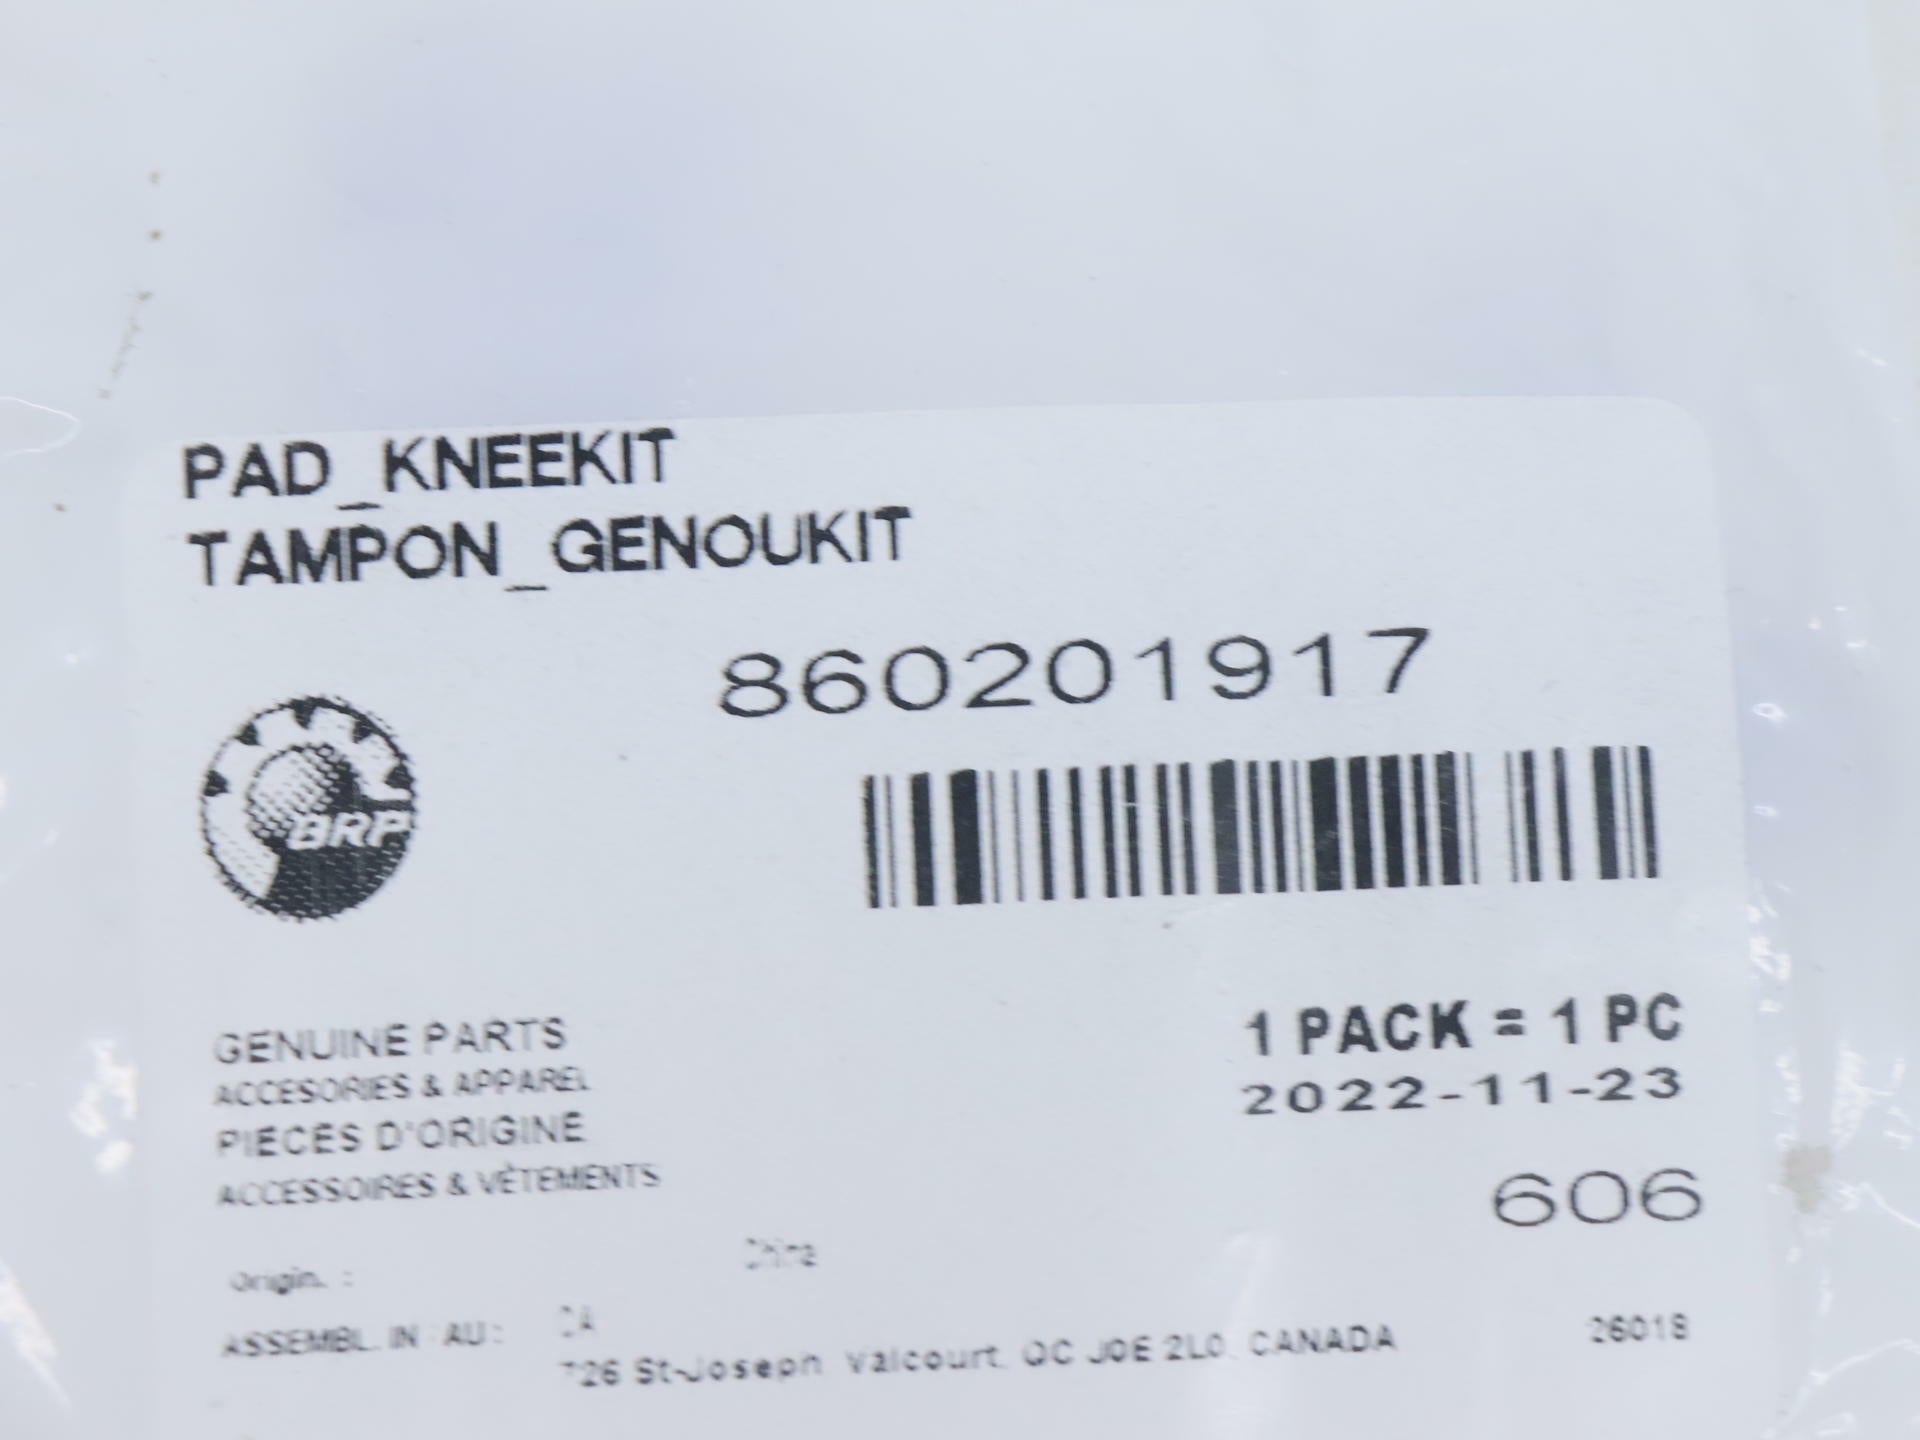 PAD_KNEEKIT
TAMPON_GENOUKIT
860201917
BRP
GENUINE PARTS
ACCESORIES & APPAREL
PIÈCES D'ORIGINE
ACCESSOIRES & VÊTEMENTS
1 PACK = 1 PC
2022-11-23
606
Origin. : China
ASSEMBL. IN AU : CA
726 St-Joseph, Valcourt, QC J0E 2L0, CANADA
26018